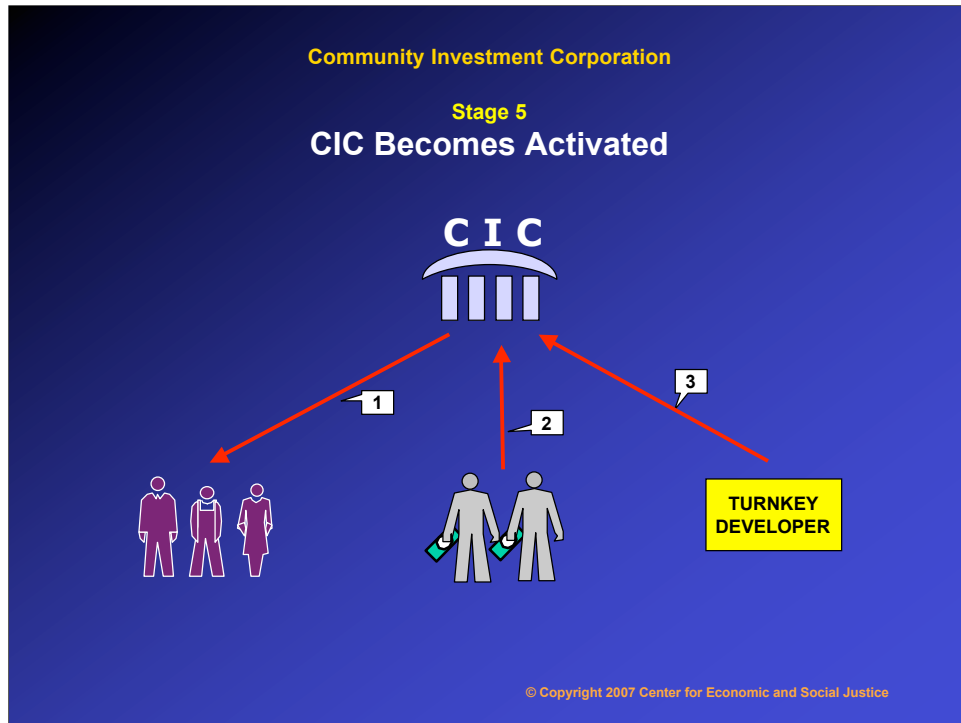 Community Investment Corporation
Stage 5
CIC Becomes Activated
C I C
3
1
2
TURNKEY
DEVELOPER
© Copyright 2007 Center for Economic and Social Justice